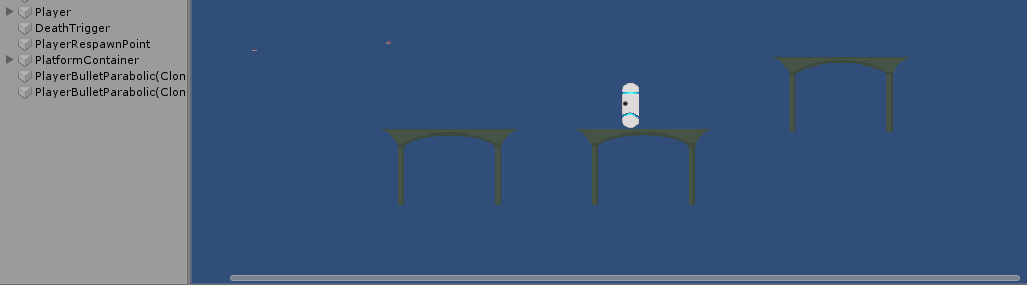 Player
DeathTrigger
PlayerRespawnPoint
PlatformContainer
PlayerBulletParabolic(Clon
PlayerBulletParabolic(Clon